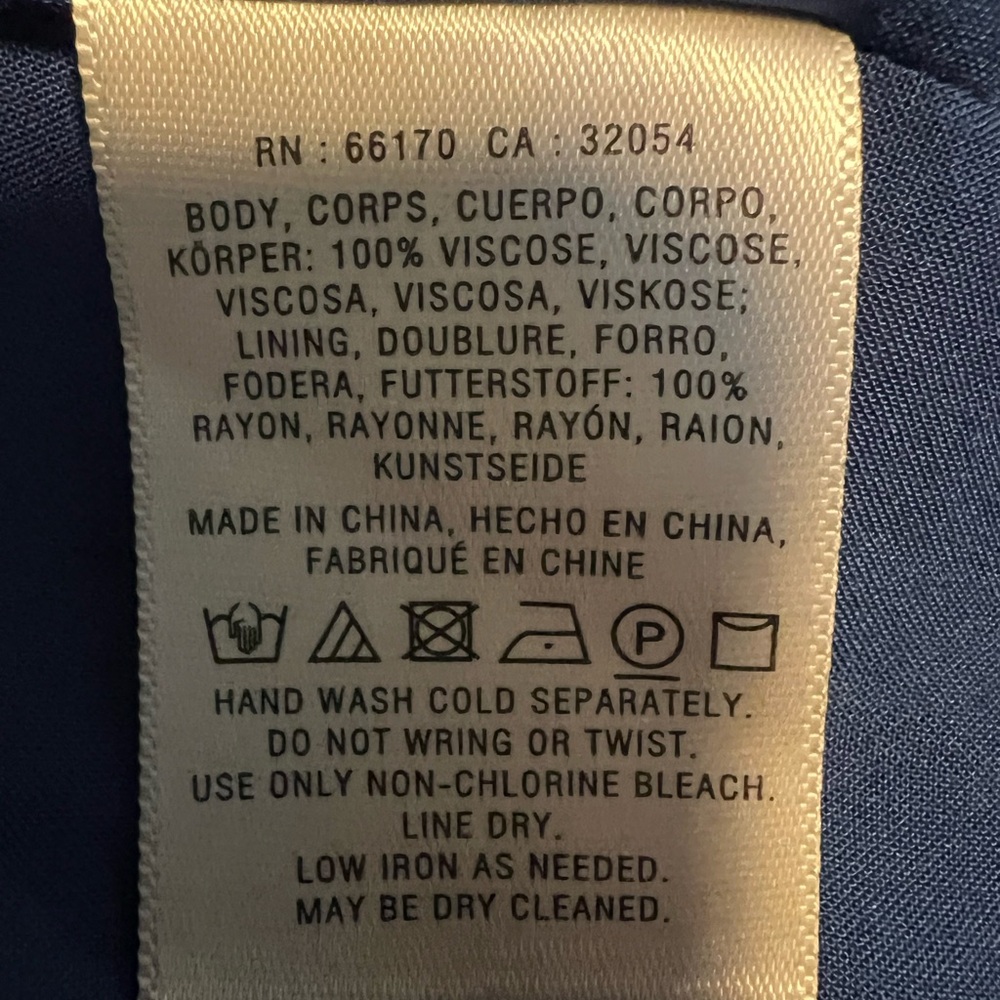 RN : 66170 CA : 32054
BODY, CORPS, CUERPO, CORPO,
KÖRPER: 100% VISCOSE, VISCOSE,
VISCOSA, VISCOSA, VISKOSE;
LINING, DOUBLURE, FORRO,
FODERA, FUTTERSTOFF: 100%
RAYON, RAYONNE, RAYÓN, RAION,
KUNSTSEIDE
MADE IN CHINA, HECHO EN CHINA,
FABRIQUÉ EN CHINE
P
HAND WASH COLD SEPARATELY.
DO NOT WRING OR TWIST.
USE ONLY NON-CHLORINE BLEACH.
LINE DRY.
LOW IRON AS NEEDED.
MAY BE DRY CLEANED.